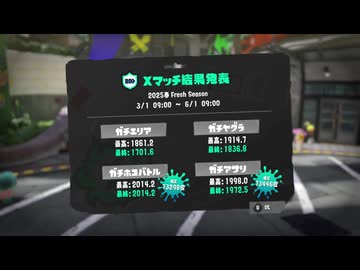 Xマッチ結果発表
2025春 Fresh Season
3/1 09:00 ~ 6/1 09:00
ガチエリア
最高:1861.2
最終:1701.6
ガチヤグラ
最高:1914.7
最終:1836.8
ガチホコバトル
最高:2014.2
最終:2014.2
ガチアサリ
最高:1998.0
最終:1972.5
OK